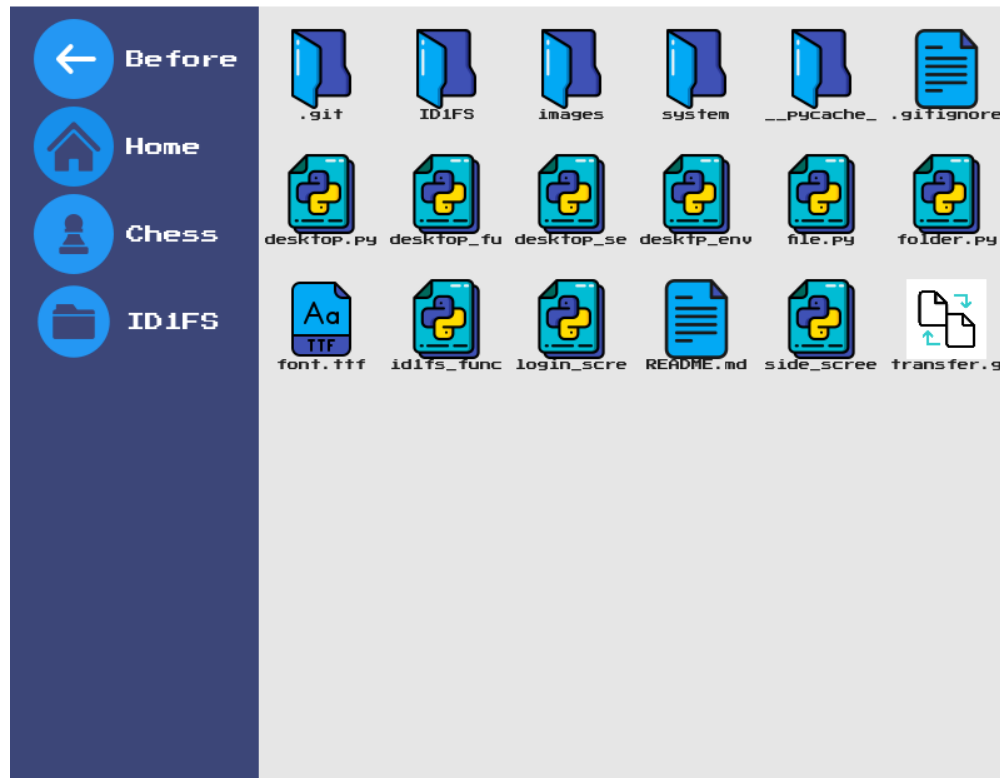 Before
Home
Chess
ID1FS
.git ID1FS images system __pycache_ .gitignore
desktop.py desktop_fu desktop_se desktp_env file.py folder.py
Aa
TTF
font.ttf id1fs_func login_scre README.md side_scree transfer.g